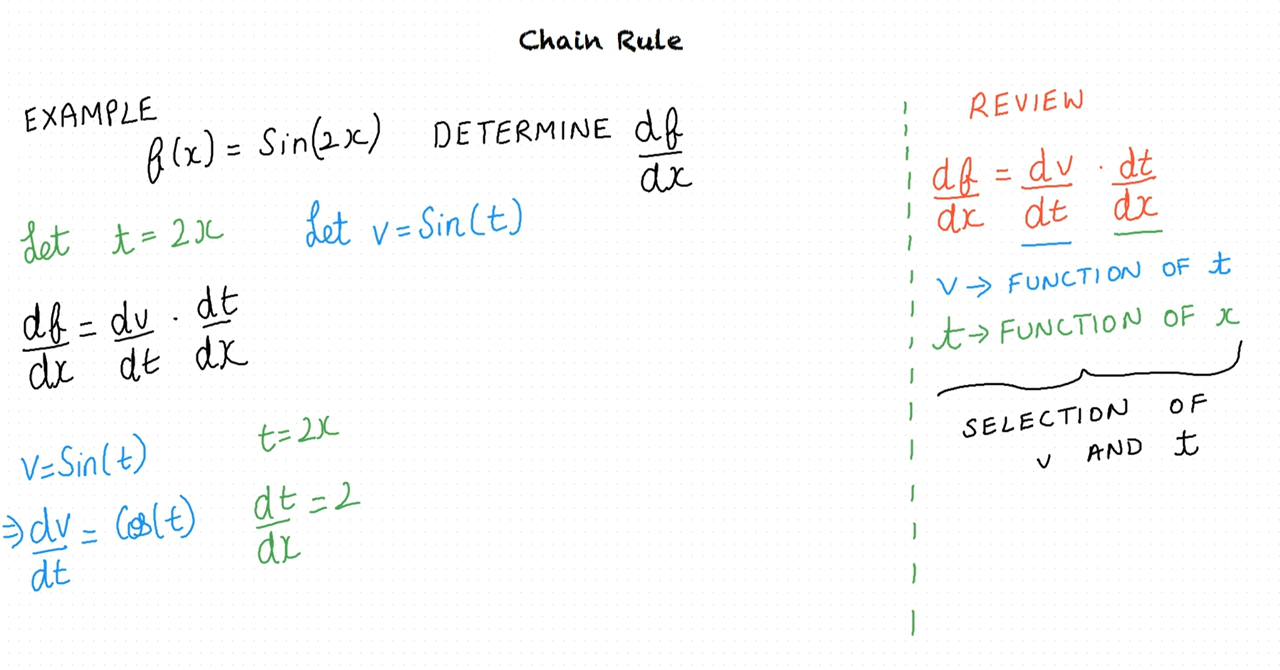 Chain Rule
EXAMPLE
f(x) = Sin(2x) DETERMINE df/dx
Let t = 2x Let v = Sin(t)
df/dx = dv/dt · dt/dx
v = Sin(t) t = 2x
⇒ dv/dt = Cos(t) dt/dx = 2
REVIEW
df/dx = dv/dt · dt/dx
v → FUNCTION OF t
t → FUNCTION OF x
SELECTION OF
v AND t